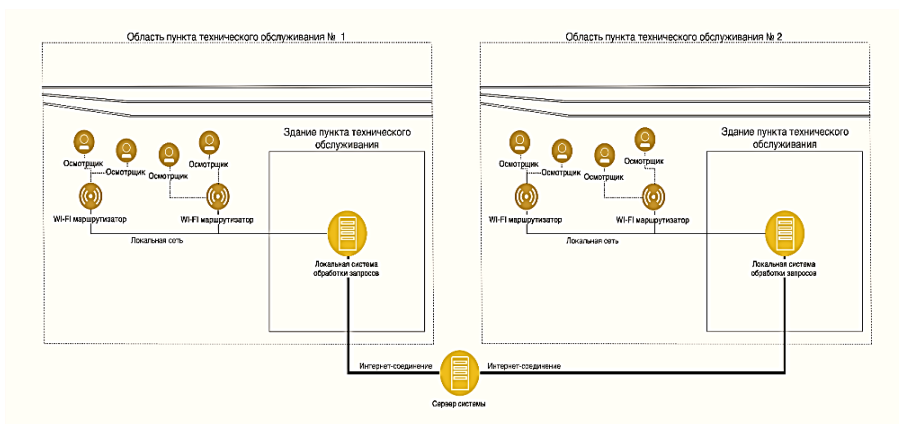 Область пункта технического обслуживания № 1
Область пункта технического обслуживания № 2
Здание пункта технического
обслуживания
Осмотрщик
Осмотрщик
Осмотрщик
Осмотрщик
WI-FI маршрутизатор
WI-FI маршрутизатор
Локальная сеть
Локальная система
обработки запросов
Здание пункта технического
обслуживания
Осмотрщик
Осмотрщик
Осмотрщик
Осмотрщик
WI-FI маршрутизатор
WI-FI маршрутизатор
Локальная сеть
Локальная система
обработки запросов
Интернет-соединение
Интернет-соединение
Сервер системы